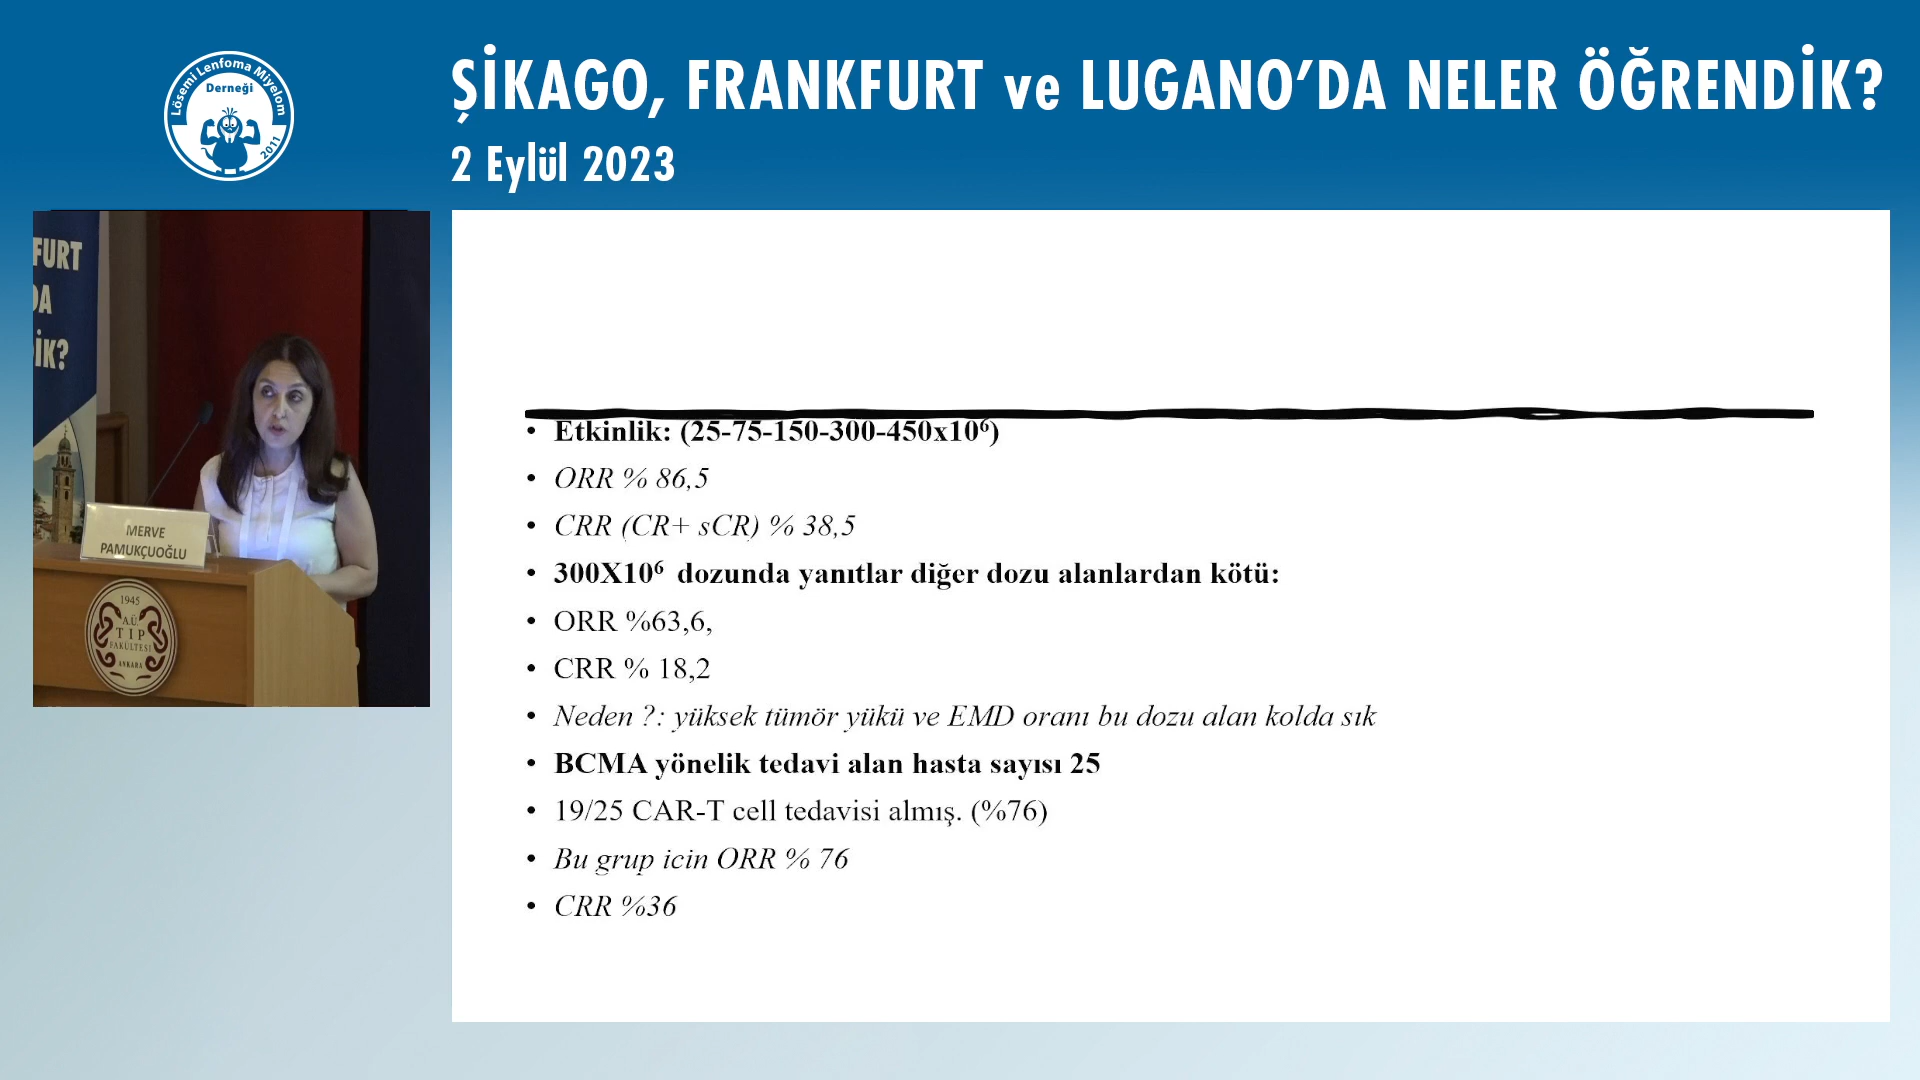 Lösemi Lenfoma Miyelom
Derneği
2011
ŞİKAGO, FRANKFURT ve LUGANO’DA NELER ÖĞRENDİK?
2 Eylül 2023
FURT
DA
İK?
MERVE
PAMUKÇUOĞLU
1945
A.Ü.
TIP
FAKÜLTESİ
ANKARA
• Etkinlik: (25-75-150-300-450x10⁶)
• ORR % 86,5
• CRR (CR+ sCR) % 38,5
• 300X10⁶ dozunda yanıtlar diğer dozu alanlardan kötü:
• ORR %63,6,
• CRR % 18,2
• Neden ?: yüksek tümör yükü ve EMD oranı bu dozu alan kolda sık
• BCMA yönelik tedavi alan hasta sayısı 25
• 19/25 CAR-T cell tedavisi almış. (%76)
• Bu grup icin ORR % 76
• CRR %36